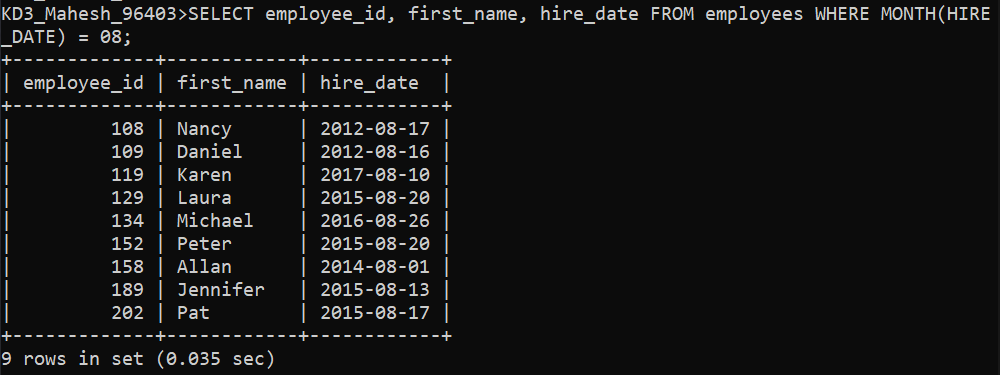 KD3_Mahesh_96403>SELECT employee_id, first_name, hire_date FROM employees WHERE MONTH(HIRE
_DATE) = 08;
+-------------+------------+------------+
| employee_id | first_name | hire_date  |
+-------------+------------+------------+
|         108 | Nancy      | 2012-08-17 |
|         109 | Daniel     | 2012-08-16 |
|         119 | Karen      | 2017-08-10 |
|         129 | Laura      | 2015-08-20 |
|         134 | Michael    | 2016-08-26 |
|         152 | Peter      | 2015-08-20 |
|         158 | Allan      | 2014-08-01 |
|         189 | Jennifer   | 2015-08-13 |
|         202 | Pat        | 2015-08-17 |
+-------------+------------+------------+
9 rows in set (0.035 sec)